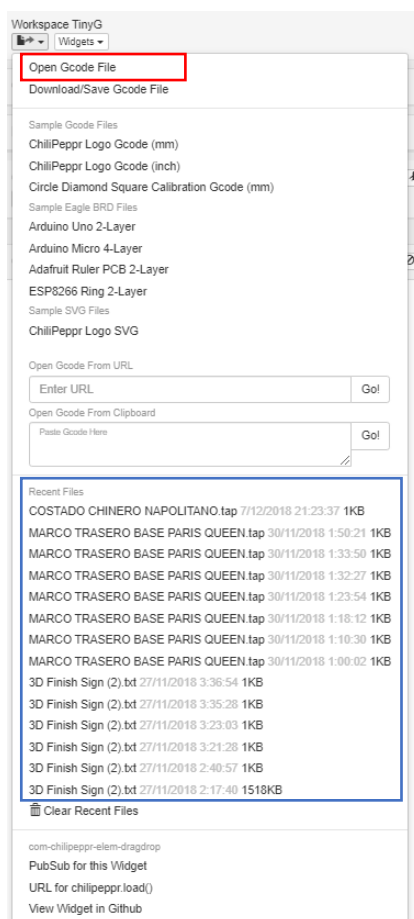 Workspace TinyG
Widgets
Open Gcode File
Download/Save Gcode File
Sample Gcode Files
ChiliPeppr Logo Gcode (mm)
ChiliPeppr Logo Gcode (inch)
Circle Diamond Square Calibration Gcode (mm)
Sample Eagle BRD Files
Arduino Uno 2-Layer
Arduino Micro 4-Layer
Adafruit Ruler PCB 2-Layer
ESP8266 Ring 2-Layer
Sample SVG Files
ChiliPeppr Logo SVG
Open Gcode From URL
Enter URL Go!
Open Gcode From Clipboard
Paste Gcode Here Go!
Recent Files
COSTADO CHINERO NAPOLITANO.tap 7/12/2018 21:23:37 1KB
MARCO TRASERO BASE PARIS QUEEN.tap 30/11/2018 1:50:21 1KB
MARCO TRASERO BASE PARIS QUEEN.tap 30/11/2018 1:33:50 1KB
MARCO TRASERO BASE PARIS QUEEN.tap 30/11/2018 1:32:27 1KB
MARCO TRASERO BASE PARIS QUEEN.tap 30/11/2018 1:23:54 1KB
MARCO TRASERO BASE PARIS QUEEN.tap 30/11/2018 1:18:12 1KB
MARCO TRASERO BASE PARIS QUEEN.tap 30/11/2018 1:10:30 1KB
MARCO TRASERO BASE PARIS QUEEN.tap 30/11/2018 1:00:02 1KB
3D Finish Sign (2).txt 27/11/2018 3:36:54 1KB
3D Finish Sign (2).txt 27/11/2018 3:35:28 1KB
3D Finish Sign (2).txt 27/11/2018 3:23:03 1KB
3D Finish Sign (2).txt 27/11/2018 3:21:28 1KB
3D Finish Sign (2).txt 27/11/2018 2:40:57 1KB
3D Finish Sign (2).txt 27/11/2018 2:17:40 1518KB
Clear Recent Files
com-chilipeppr-elem-dragdrop
PubSub for this Widget
URL for chilipeppr.load()
View Widget in Github